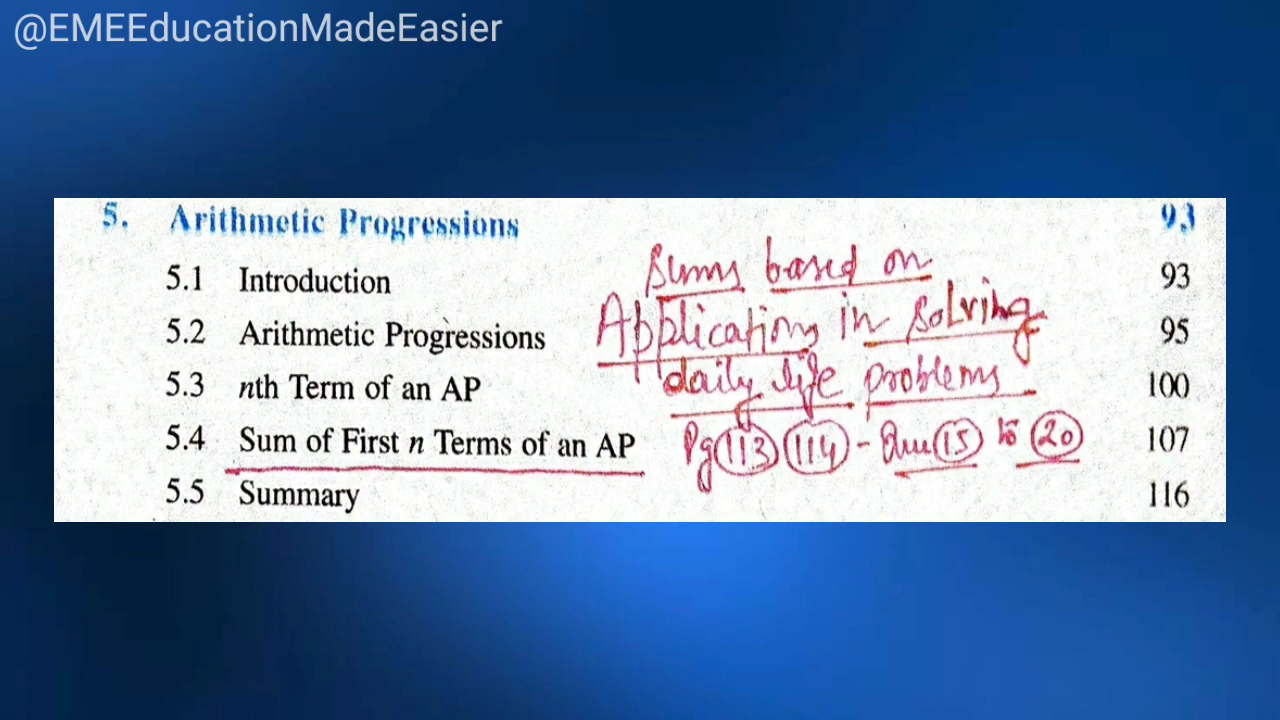 @EMEEducationMadeEasier
5. Arithmetic Progressions 93
5.1 Introduction 93
5.2 Arithmetic Progressions 95
5.3 nth Term of an AP 100
5.4 Sum of First n Terms of an AP 107
5.5 Summary 116
Sums based on
Applications in solving
daily life problems
Pg 113 114 - Que 15 to 20